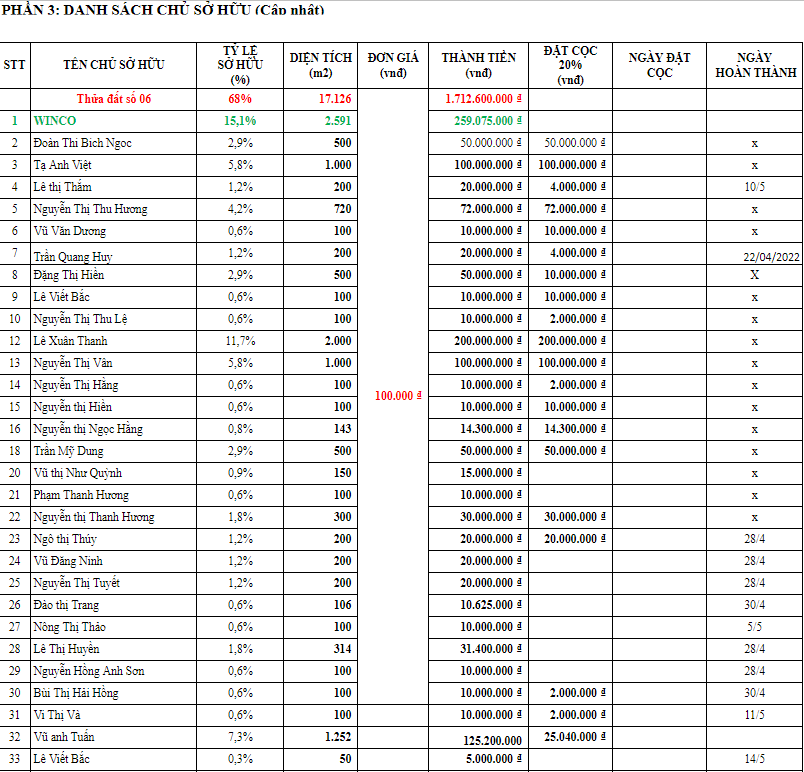 PHẦN 3: DANH SÁCH CHỦ SỞ HỮU (Cập nhật)
STT TÊN CHỦ SỞ HỮU TỶ LỆ SỞ HỮU (%) DIỆN TÍCH (m2) ĐƠN GIÁ (vnđ) THÀNH TIỀN (vnđ) ĐẶT CỌC 20% (vnđ) NGÀY ĐẶT CỌC NGÀY HOÀN THÀNH
Thửa đất số 06 68% 17.126 1.712.600.000 ₫
1 WINCO 15,1% 2.591 259.075.000 ₫
2 Đoàn Thi Bich Ngoc 2,9% 500 50.000.000 ₫ 50.000.000 ₫ x
3 Tạ Anh Việt 5,8% 1.000 100.000.000 ₫ 100.000.000 ₫ x
4 Lê thị Thắm 1,2% 200 20.000.000 ₫ 4.000.000 ₫ 10/5
5 Nguyễn Thị Thu Hương 4,2% 720 72.000.000 ₫ 72.000.000 ₫ x
6 Vũ Văn Dương 0,6% 100 10.000.000 ₫ 10.000.000 ₫ x
7 Trần Quang Huy 1,2% 200 20.000.000 ₫ 4.000.000 ₫ 22/04/2022
8 Đặng Thị Hiền 2,9% 500 50.000.000 ₫ 10.000.000 ₫ X
9 Lê Viết Bắc 0,6% 100 10.000.000 ₫ 10.000.000 ₫ x
10 Nguyễn Thị Thu Lệ 0,6% 100 10.000.000 ₫ 2.000.000 ₫ x
12 Lê Xuân Thanh 11,7% 2.000 200.000.000 ₫ 200.000.000 ₫ x
13 Nguyễn Thị Vân 5,8% 1.000 100.000.000 ₫ 100.000.000 ₫ x
14 Nguyễn Thị Hằng 0,6% 100 10.000.000 ₫ 2.000.000 ₫ x
100.000 ₫
15 Nguyễn thị Hiền 0,6% 100 10.000.000 ₫ 10.000.000 ₫ x
16 Nguyễn thị Ngọc Hằng 0,8% 143 14.300.000 ₫ 14.300.000 ₫ x
18 Trần Mỹ Dung 2,9% 500 50.000.000 ₫ 50.000.000 ₫ x
20 Vũ thị Như Quỳnh 0,9% 150 15.000.000 ₫ x
21 Phạm Thanh Hương 0,6% 100 10.000.000 ₫ x
22 Nguyễn thị Thanh Hương 1,8% 300 30.000.000 ₫ 30.000.000 ₫ x
23 Ngô thị Thúy 1,2% 200 20.000.000 ₫ 20.000.000 ₫ 28/4
24 Vũ Đăng Ninh 1,2% 200 20.000.000 ₫ 28/4
25 Nguyễn Thị Tuyết 1,2% 200 20.000.000 ₫ 28/4
26 Đào thị Trang 0,6% 106 10.625.000 ₫ 30/4
27 Nông Thị Thảo 0,6% 100 10.000.000 ₫ 5/5
28 Lê Thị Huyền 1,8% 314 31.400.000 ₫ 28/4
29 Nguyễn Hồng Anh Sơn 0,6% 100 10.000.000 ₫ 28/4
30 Bùi Thị Hải Hồng 0,6% 100 10.000.000 ₫ 2.000.000 ₫ 30/4
31 Vi Thị Và 0,6% 100 10.000.000 ₫ 2.000.000 ₫ 11/5
32 Vũ anh Tuấn 7,3% 1.252 125.200.000 25.040.000 ₫
33 Lê Viết Bắc 0,3% 50 5.000.000 ₫ 14/5